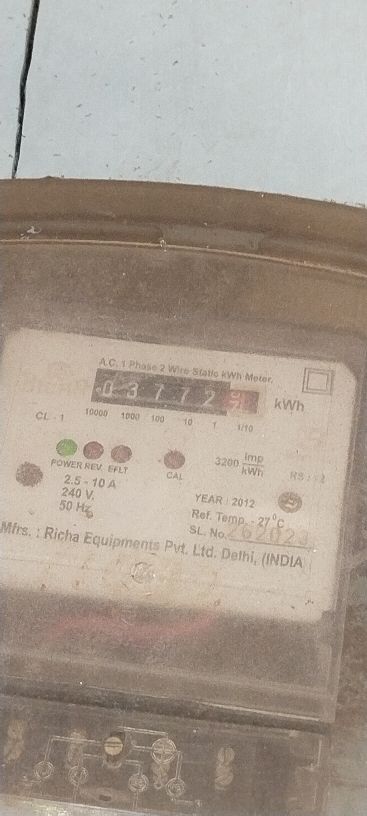 A.C. 1 Phase 2 Wire Static kWh Meter.
03772 kWh
CL - 1 10000 1000 100 10 1 1/10
POWER REV EFLT CAL
3200 imp/kWh
2.5 - 10 A
240 V.
50 Hz
YEAR : 2012
Ref. Temp. - 27°C
SL. No.
Mfrs. : Richa Equipments Pvt. Ltd. Delhi, (INDIA